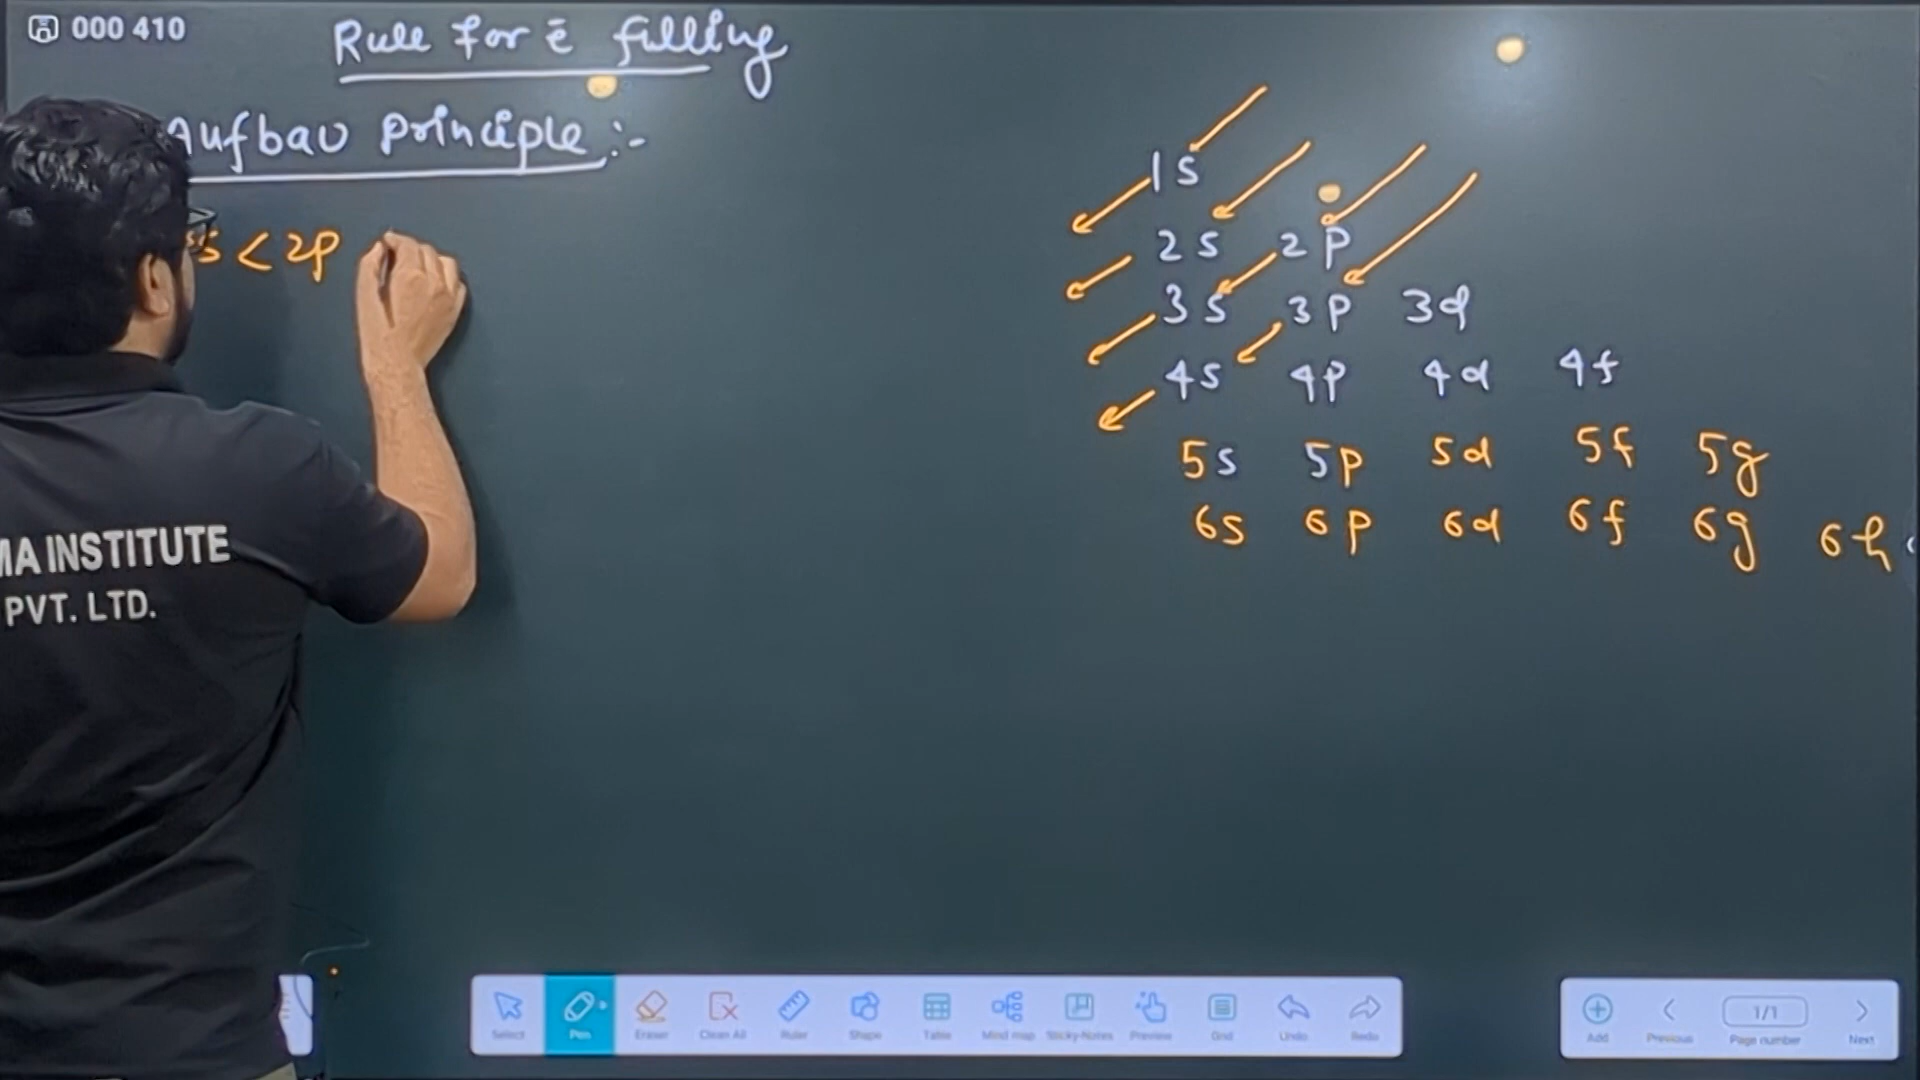 000 410
Rule for ē filling
Aufbau principle :-
s < 2p
1s
2s 2p
3s 3p 3d
4s 4p 4d 4f
5s 5p 5d 5f 5g
6s 6p 6d 6f 6g 6h
MA INSTITUTE
PVT. LTD.
Select Pen Eraser Clean All Ruler Shape Table Mind map Sticky-Notes Preview Grid Undo Redo
Add Previous 1/1 Page number Next